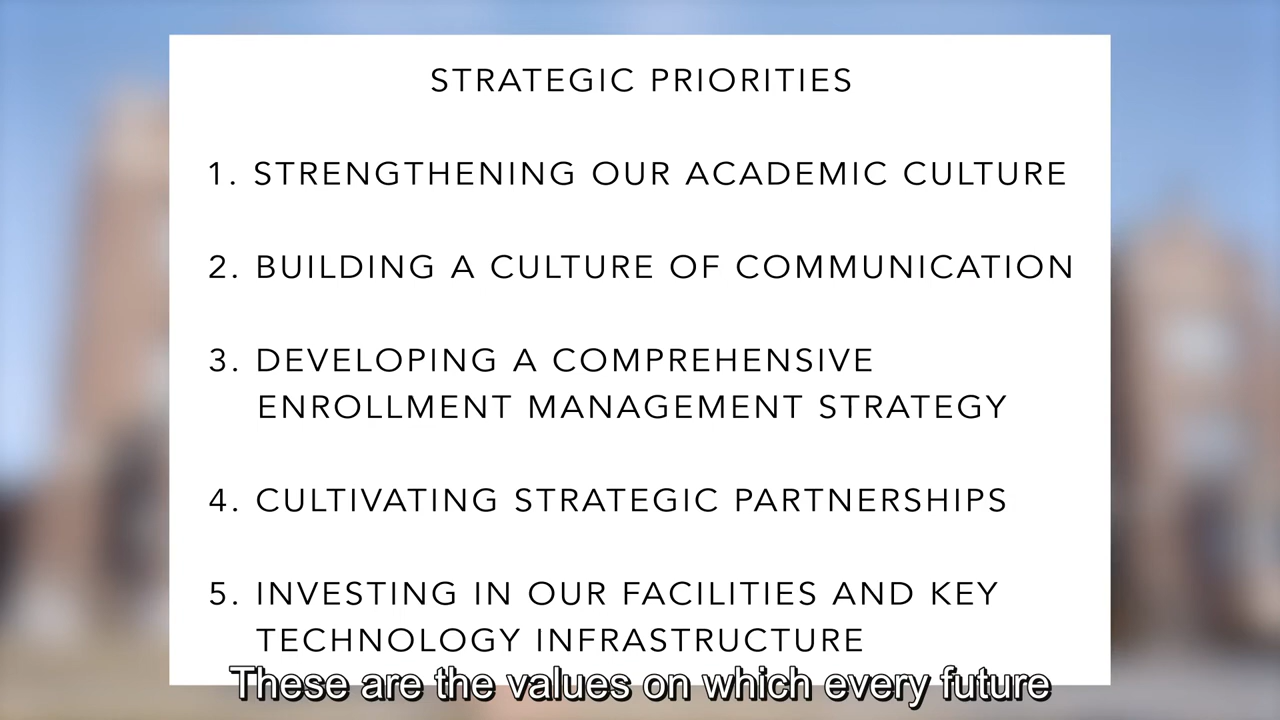 STRATEGIC PRIORITIES
1. STRENGTHENING OUR ACADEMIC CULTURE
2. BUILDING A CULTURE OF COMMUNICATION
3. DEVELOPING A COMPREHENSIVE
ENROLLMENT MANAGEMENT STRATEGY
4. CULTIVATING STRATEGIC PARTNERSHIPS
5. INVESTING IN OUR FACILITIES AND KEY
TECHNOLOGY INFRASTRUCTURE
These are the values on which every future